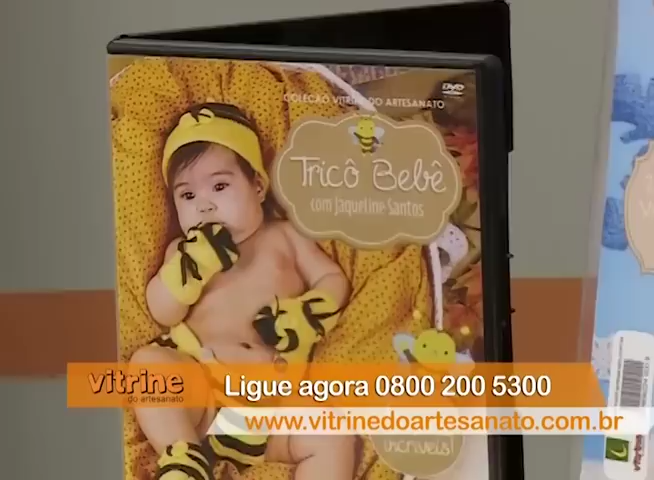 DVD
COLEÇÃO VITRINE DO ARTESANATO
Tricô Bebê
com Jaqueline Santos
vitrine
do artesanato
Ligue agora 0800 200 5300
www.vitrinedoartesanato.com.br
incríveis
vitrine